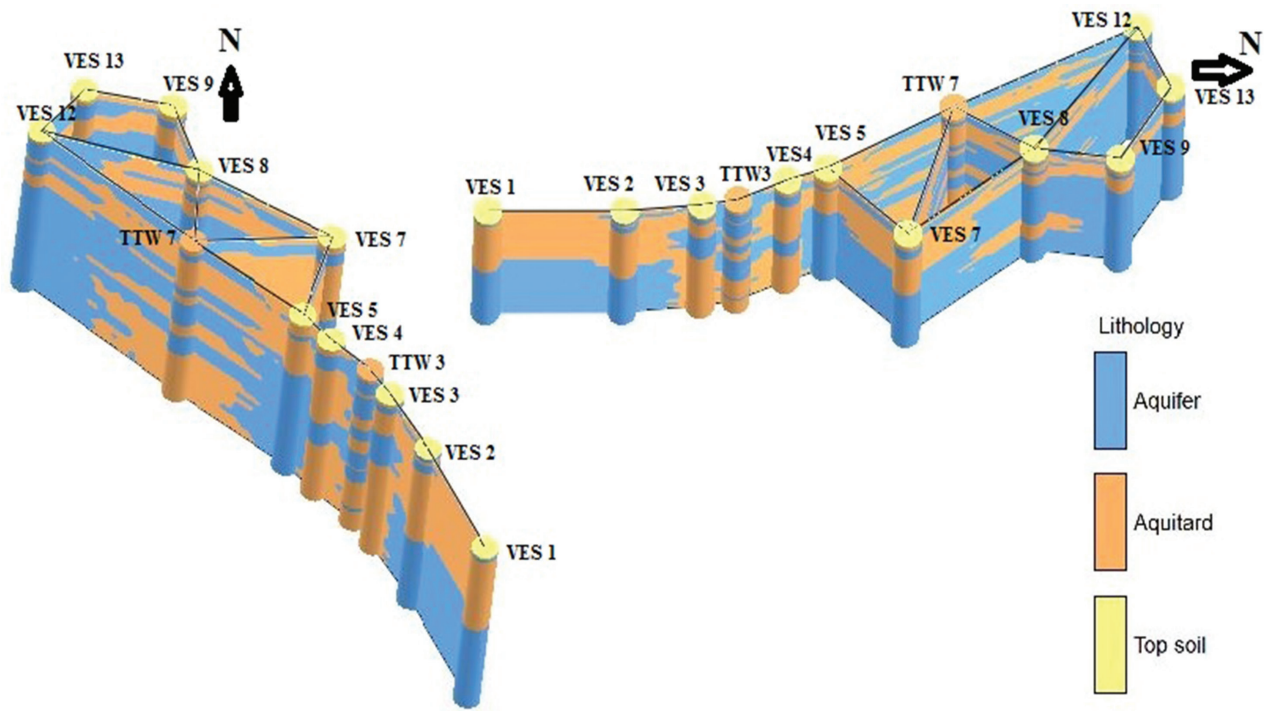 N
VES 13
VES 9
VES 12
VES 8
TTW 7
VES 7
VES 5
VES 4
TTW 3
VES 3
VES 2
VES 1
VES 12
N
VES 13
TTW 7
VES 8
VES 5
VES 9
VES4
TTW3
VES 3
VES 2
VES 1
VES 7
Lithology
Aquifer
Aquitard
Top soil